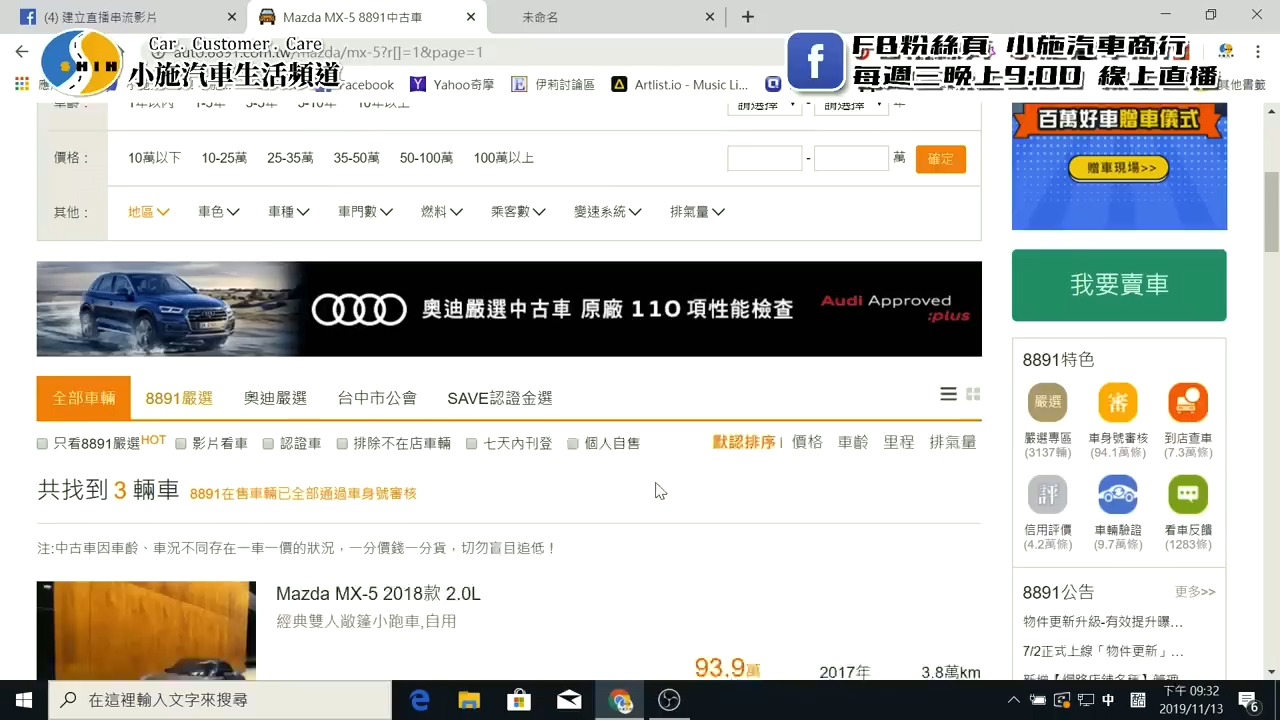 建立直播串流影片
Mazda MX-5 8891中古車
未命名
auto.8891.com.tw/mazda/mx-5?r[]=1&page=1
Car. Customer. Care
SHIH
小施汽車生活頻道
FB粉絲頁 小施汽車商行
每週三晚上9:00 線上直播
Facebook
Yahoo奇摩
伊莉討論區
Artlist.io - Music Li...
其他書籤
1年以內 1-3年 3-5年 5-10年 10年以上
請選擇 - 請選擇 年
價格： 10萬以下 10-25萬 25-35萬 35-50萬 50-100萬 100萬以上 - 萬 確定
其他： 地區 車色 車種 車門數 燃料 乘客數 變速系統 排氣量
百萬好車贈車儀式
贈車現場>>
我要賣車
奧迪嚴選中古車 原廠 110 項性能檢查 Audi Approved :plus
全部車輛 8891嚴選 奧迪嚴選 台中市公會 SAVE認證金選
只看8891嚴選HOT 影片看車 認證車 排除不在店車輛 七天內刊登 個人自售 默認排序 價格 車齡 里程 排氣量
共找到 3 輛車 8891在售車輛已全部通過車身號審核
注:中古車因車齡、車況不同存在一車一價的狀況，一分價錢一分貨，切勿盲目追低！
Mazda MX-5 2018款 2.0L
經典雙人敞篷小跑車,自用
93.9萬 2017年 3.8萬km
8891特色
嚴選 審
嚴選專區 車身號審核 到店查車
(3137輛) (94.1萬條) (7.3萬條)
評
信用評價 車輛驗證 看車反饋
(4.2萬條) (9.7萬條) (1283條)
8891公告 更多>>
物件更新升級-有效提升曝...
7/2正式上線「物件更新」...
在這裡輸入文字來搜尋
中
酷
下午 09:32
2019/11/13
6